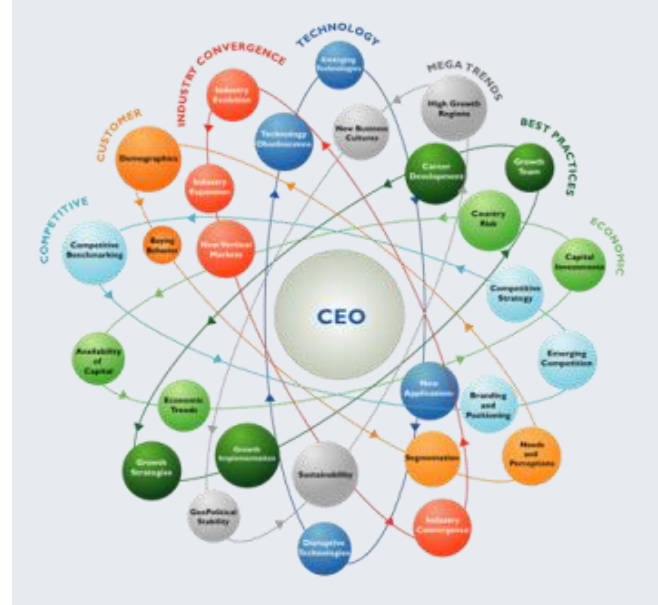 TECHNOLOGY
INDUSTRY CONVERGENCE
MEGA TRENDS
CUSTOMER
BEST PRACTICES
COMPETITIVE
ECONOMIC
Emerging
Technologies
Industry
Evolution
High Growth
Regions
Technology
Obsolescence
New Business
Cultures
Demographics
Career
Development
Growth
Team
Industry
Expansion
Country
Risk
Competitive
Benchmarking
Buying
Behavior
New Vertical
Markets
Capital
Investments
Competitive
Strategy
CEO
Availability
of
Capital
Emerging
Competition
New
Applications
Economic
Trends
Branding
and
Positioning
Growth
Strategies
Growth
Implementation
Sustainability
Segmentation
Needs
and
Perceptions
GeoPolitical
Stability
Industry
Convergence
Disruptive
Technologies